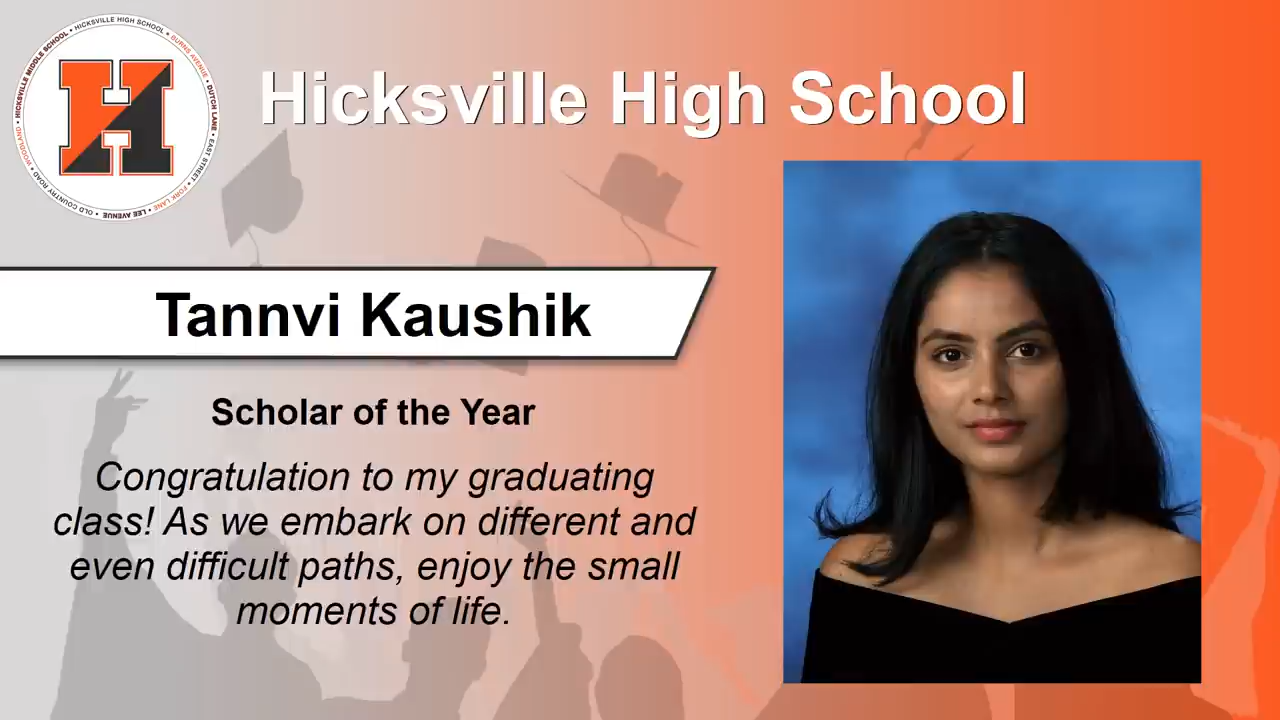 • HICKSVILLE HIGH SCHOOL • BURNS AVENUE • DUTCH LANE • EAST STREET • FORK LANE • LEE AVENUE • OLD COUNTRY ROAD • WOODLAND • HICKSVILLE MIDDLE SCHOOL
H
Hicksville High School
Tannvi Kaushik
Scholar of the Year
Congratulation to my graduating
class! As we embark on different and
even difficult paths, enjoy the small
moments of life.